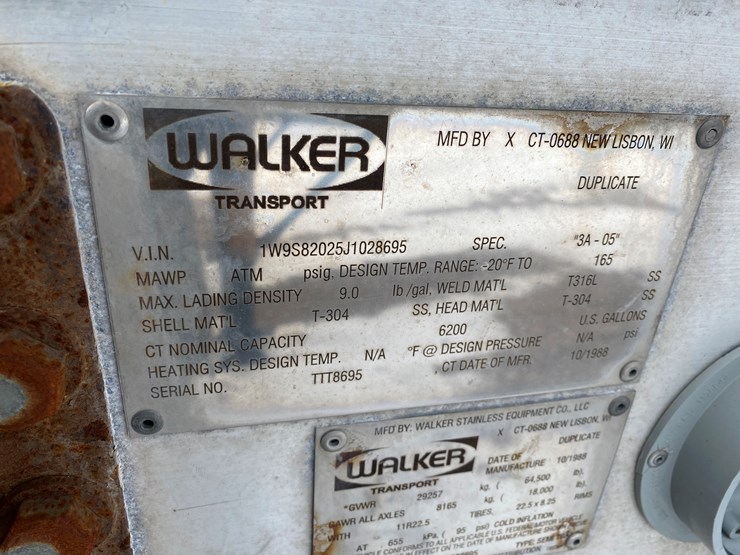 WALKER
TRANSPORT
MFD BY X CT-0688 NEW LISBON, WI
DUPLICATE
V.I.N. 1W9S82025J1028695 SPEC. "3A - 05"
MAWP ATM psig, DESIGN TEMP. RANGE: -20°F TO 165
MAX. LADING DENSITY 9.0 lb/gal, WELD MAT'L T316L SS
SHELL MAT'L T-304 SS, HEAD MAT'L T-304 SS
CT NOMINAL CAPACITY 6200 U.S. GALLONS
HEATING SYS. DESIGN TEMP. N/A °F @ DESIGN PRESSURE N/A psi
SERIAL NO. TTT8695 , CT DATE OF MFR. 10/1988
MFD BY: WALKER STAINLESS EQUIPMENT CO., LLC
X CT-0688 NEW LISBON, WI
WALKER
TRANSPORT
DUPLICATE
DATE OF
MANUFACTURE 10/1988
*GVWR 29257 kg. ( 64,500 lb).
GAWR ALL AXLES 8165 kg. ( 18,000 lb).
WITH 11R22.5 TIRES, 22.5 x 8.25 RIMS
AT 655 kPa, ( 95 psi) COLD INFLATION